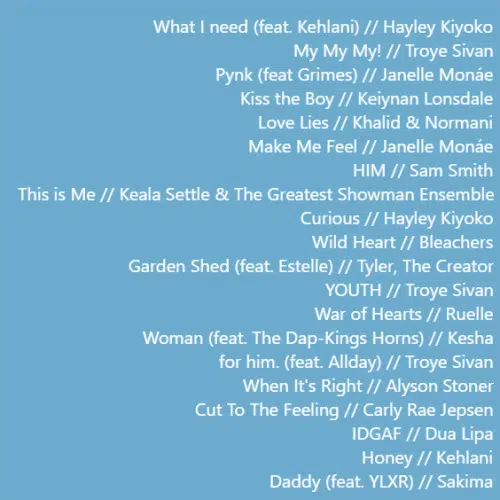 What I need (feat. Kehlani) // Hayley Kiyoko
My My My! // Troye Sivan
Pynk (feat Grimes) // Janelle Monáe
Kiss the Boy // Keiynan Lonsdale
Love Lies // Khalid & Normani
Make Me Feel // Janelle Monáe
HIM // Sam Smith
This is Me // Keala Settle & The Greatest Showman Ensemble
Curious // Hayley Kiyoko
Wild Heart // Bleachers
Garden Shed (feat. Estelle) // Tyler, The Creator
YOUTH // Troye Sivan
War of Hearts // Ruelle
Woman (feat. The Dap-Kings Horns) // Kesha
for him. (feat. Allday) // Troye Sivan
When It's Right // Alyson Stoner
Cut To The Feeling // Carly Rae Jepsen
IDGAF // Dua Lipa
Honey // Kehlani
Daddy (feat. YLXR) // Sakima